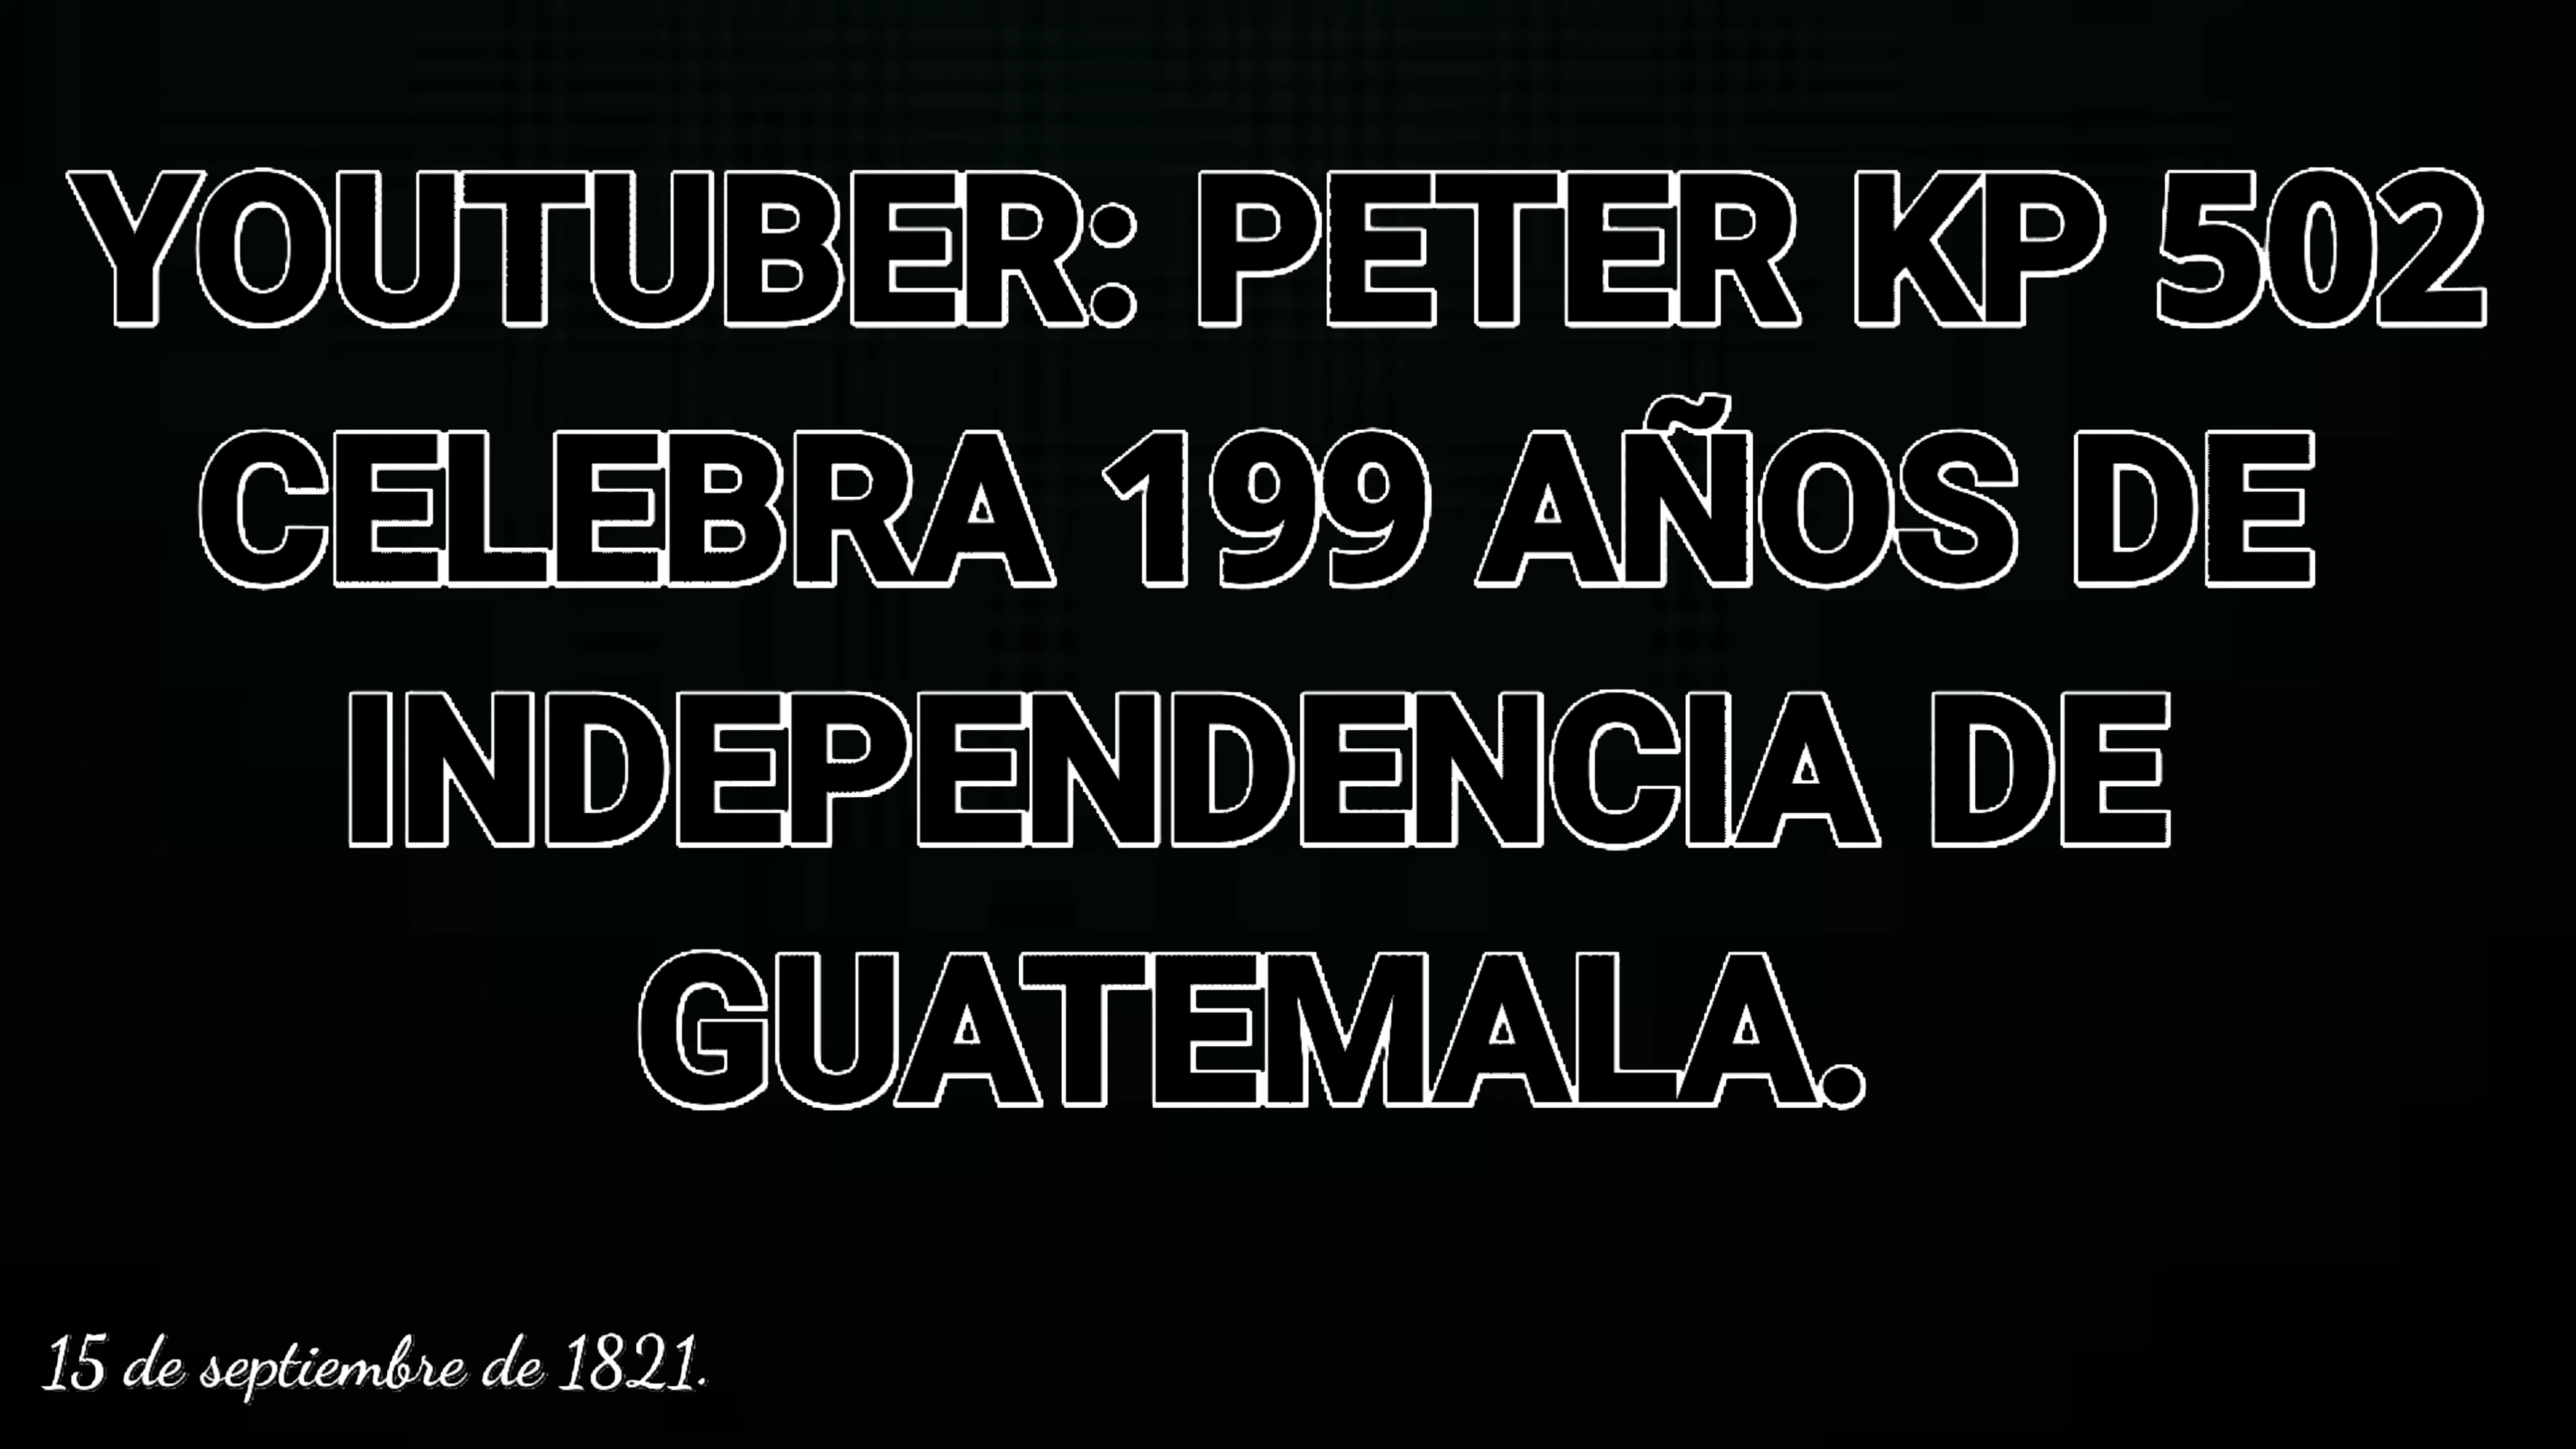 YOUTUBER: PETER KP 502
CELEBRA 199 AÑOS DE
INDEPENDENCIA DE
GUATEMALA.
15 de septiembre de 1821.